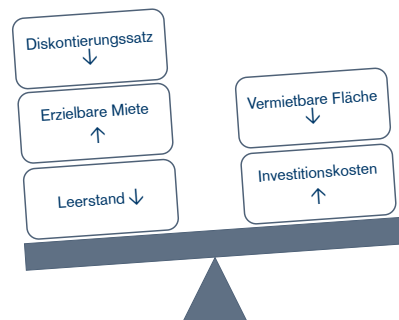 Diskontierungssatz
↓
Erzielbare Miete
↑
Leerstand ↓
Vermietbare Fläche
↓
Investitionskosten
↑